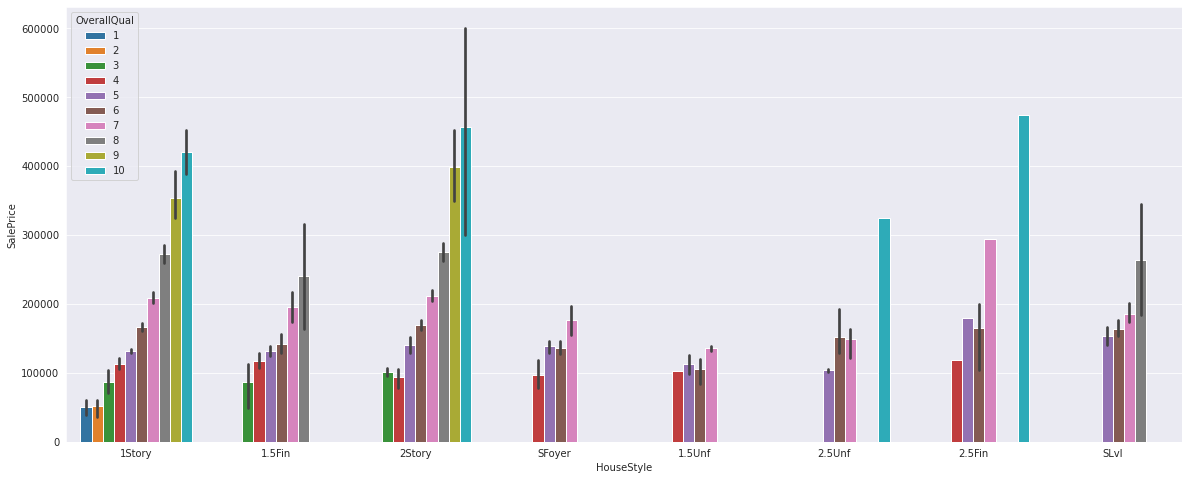 OverallQual
1
2
3
4
5
6
7
8
9
10
600000
500000
400000
300000
200000
100000
0
SalePrice
1Story
1.5Fin
2Story
SFoyer
1.5Unf
2.5Unf
2.5Fin
SLvl
HouseStyle